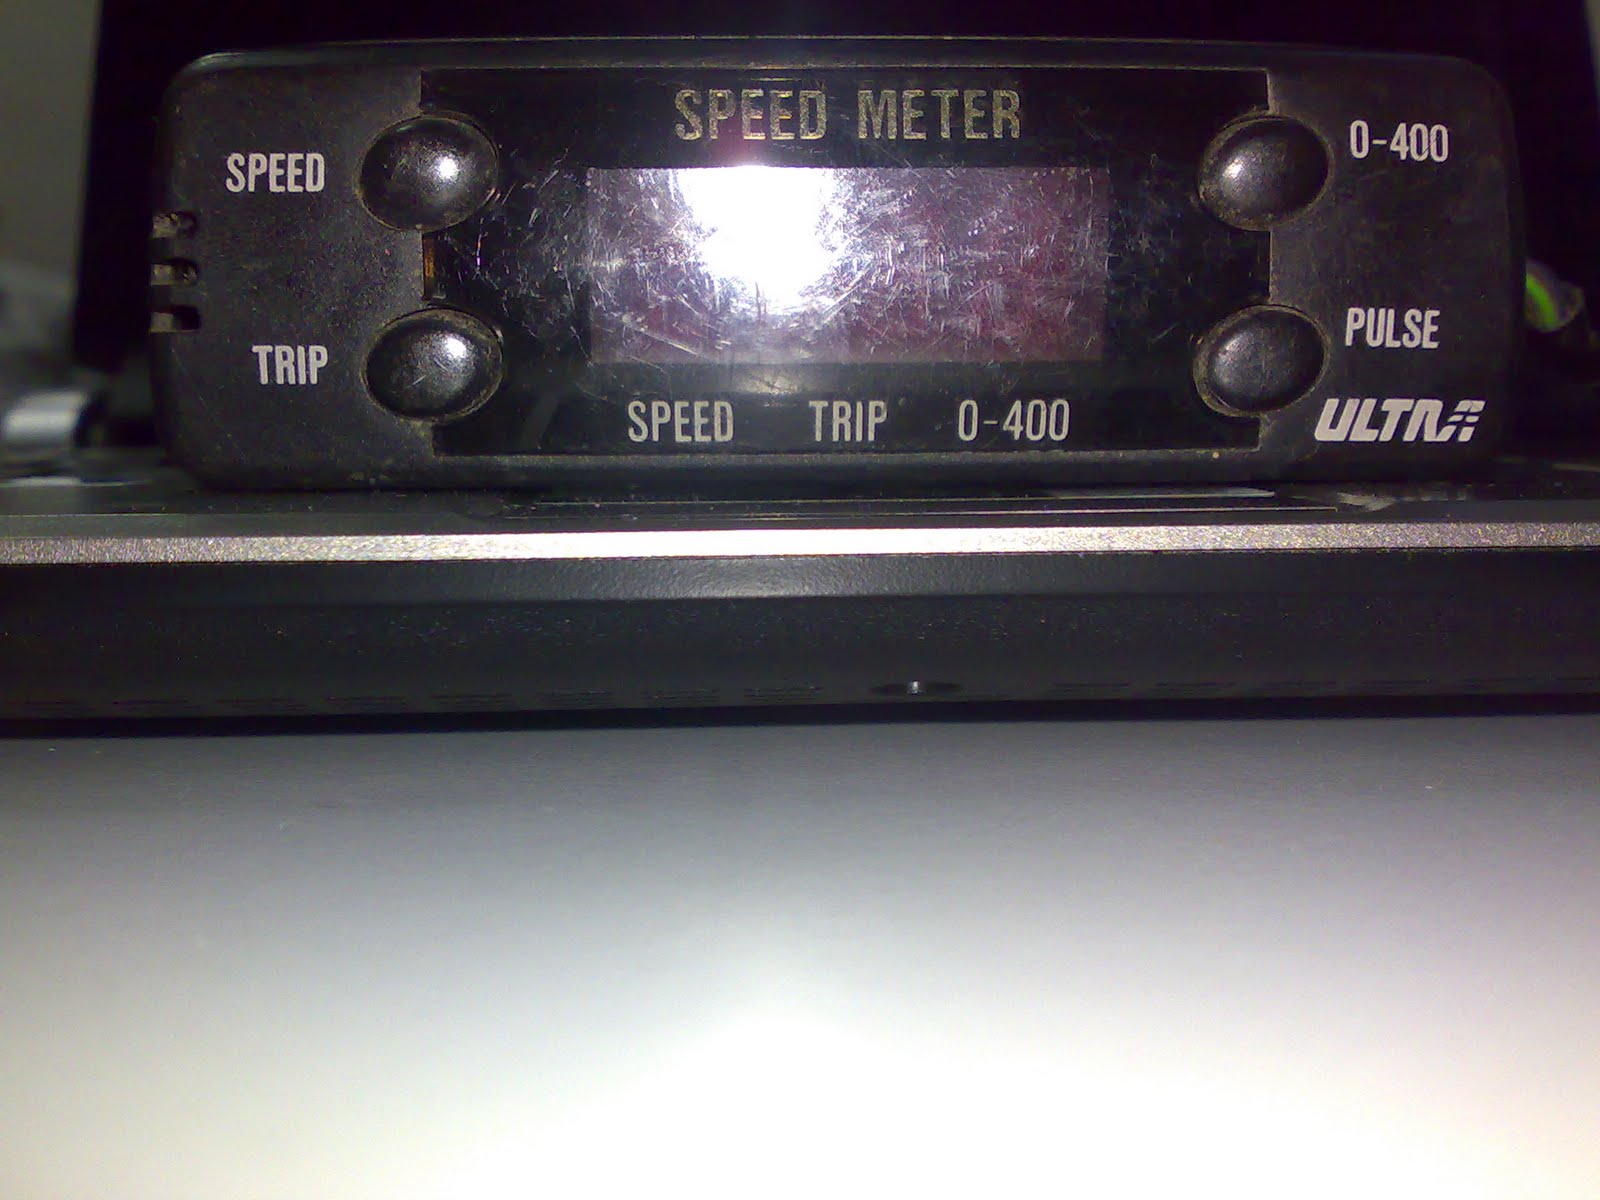 SPEED METER
SPEED
0-400
TRIP
PULSE
SPEED TRIP 0-400
ULTRA